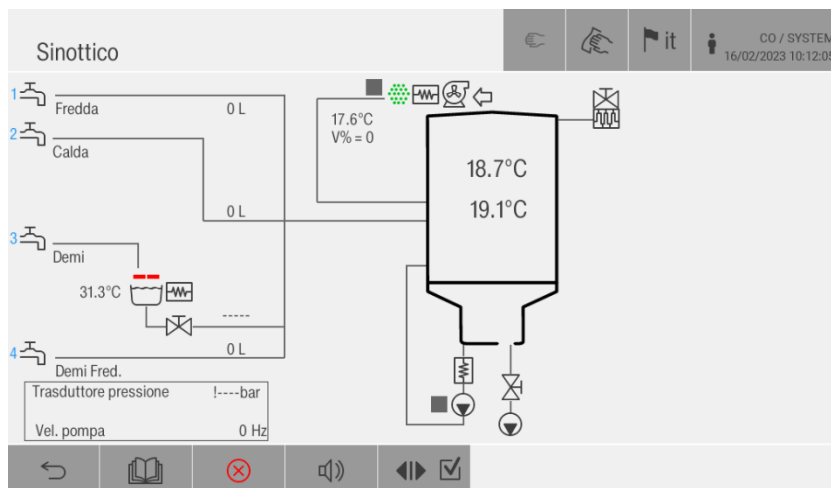 Sinottico
it
CO / SYSTEM
16/02/2023 10:12:05
1
Fredda
0 L
2
Calda
17.6°C
V% = 0
18.7°C
19.1°C
0 L
3
Demi
31.3°C
-----
4
0 L
Demi Fred.
Trasduttore pressione !----bar
Vel. pompa 0 Hz